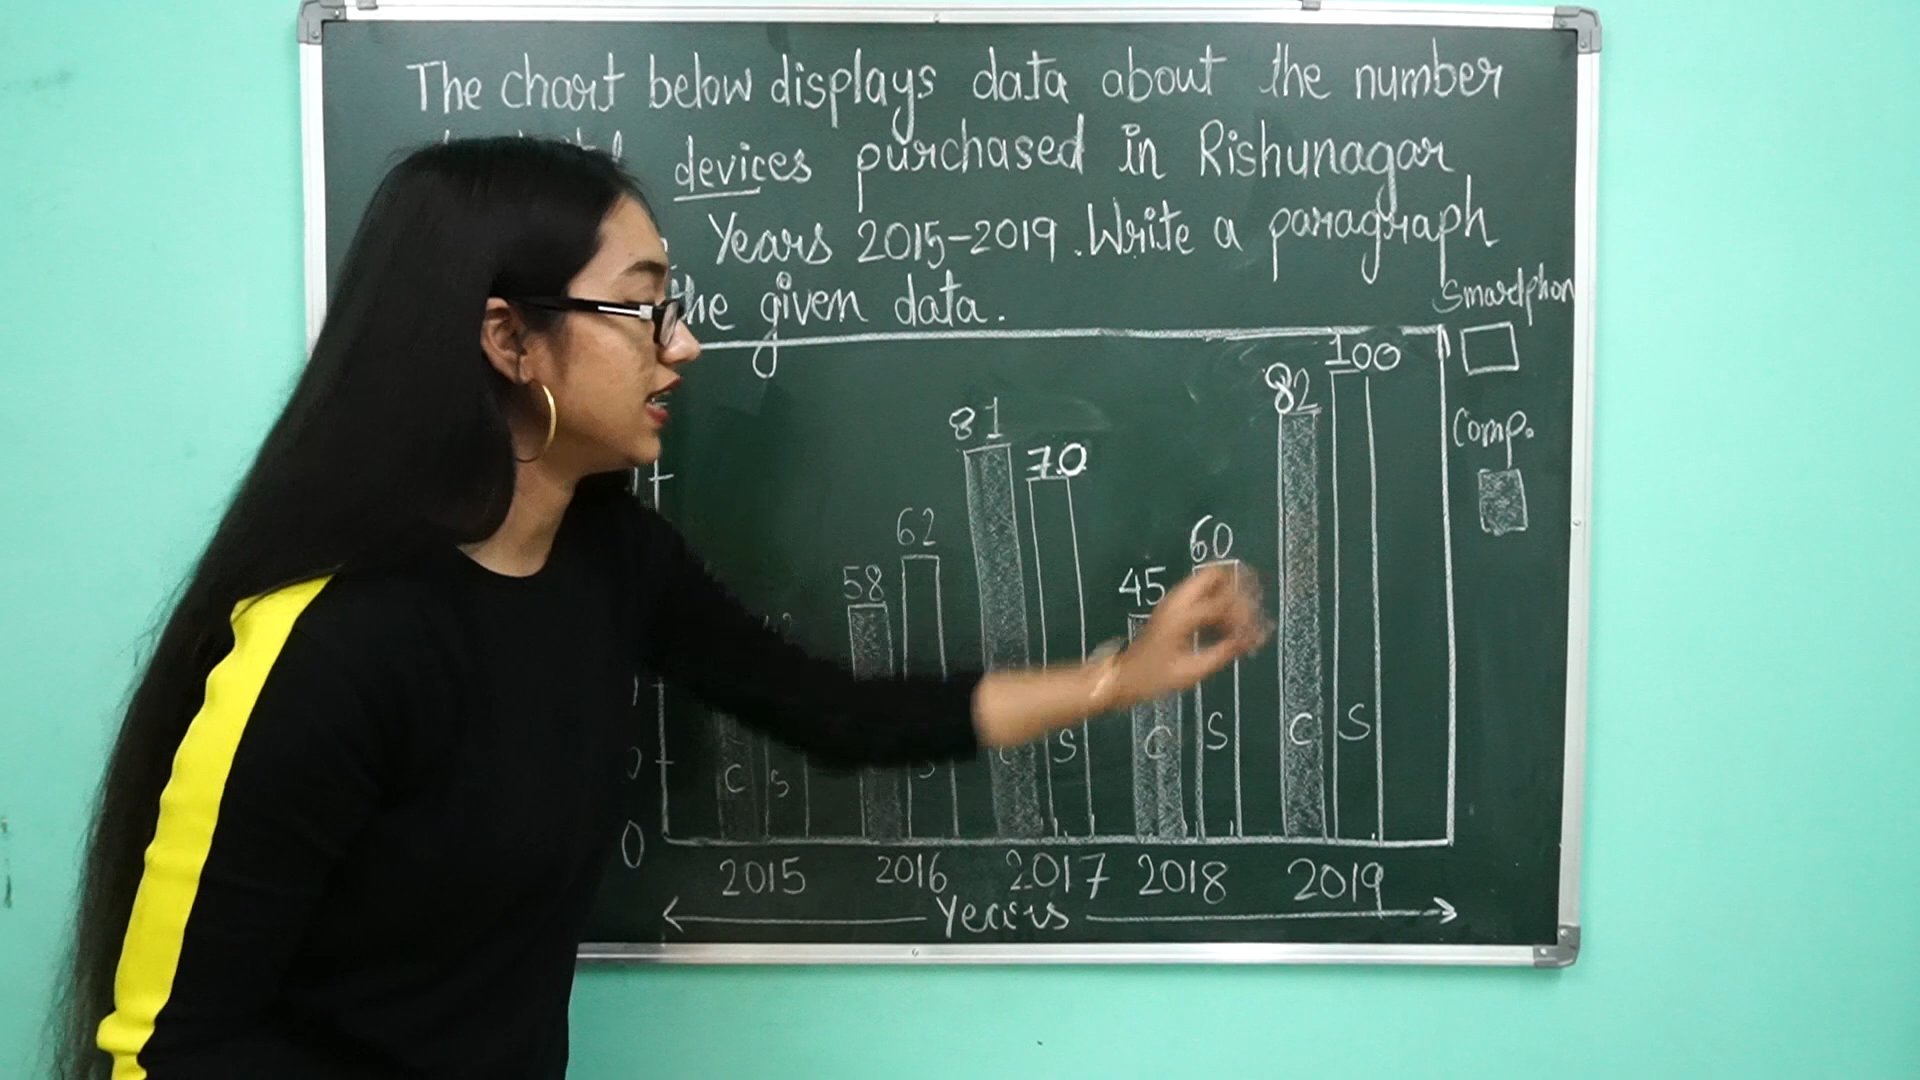 The chart below displays data about the number
devices purchased in Rishunagar
Years 2015-2019. Write a paragraph
the given data.
Smartphon
Comp.
100
82
81
70
62
60
58
45
C S
S
C S
C S
0
2015 2016 2017 2018 2019
Years